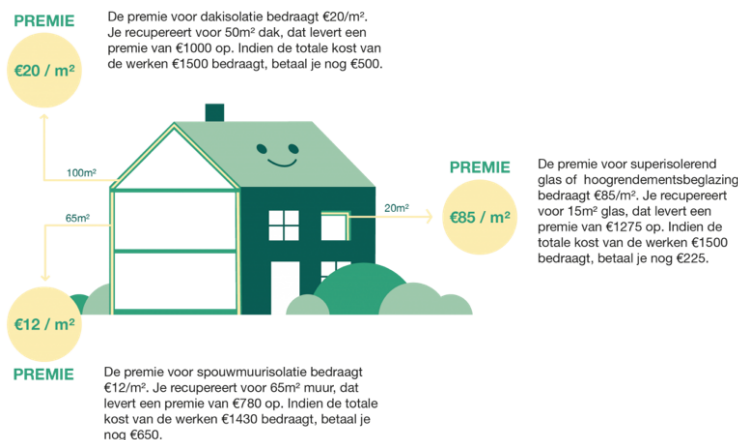 PREMIE
€20 / m²
De premie voor dakisolatie bedraagt €20/m².
Je recupereert voor 50m² dak, dat levert een
premie van €1000 op. Indien de totale kost van
de werken €1500 bedraagt, betaal je nog €500.
100m²
65m²
20m²
PREMIE
€85 / m²
De premie voor superisolerend
glas of hoogrendementsbeglazing
bedraagt €85/m². Je recupereert
voor 15m² glas, dat levert een
premie van €1275 op. Indien de
totale kost van de werken €1500
bedraagt, betaal je nog €225.
€12 / m²
PREMIE
De premie voor spouwmuurisolatie bedraagt
€12/m². Je recupereert voor 65m² muur, dat
levert een premie van €780 op. Indien de totale
kost van de werken €1430 bedraagt, betaal je
nog €650.